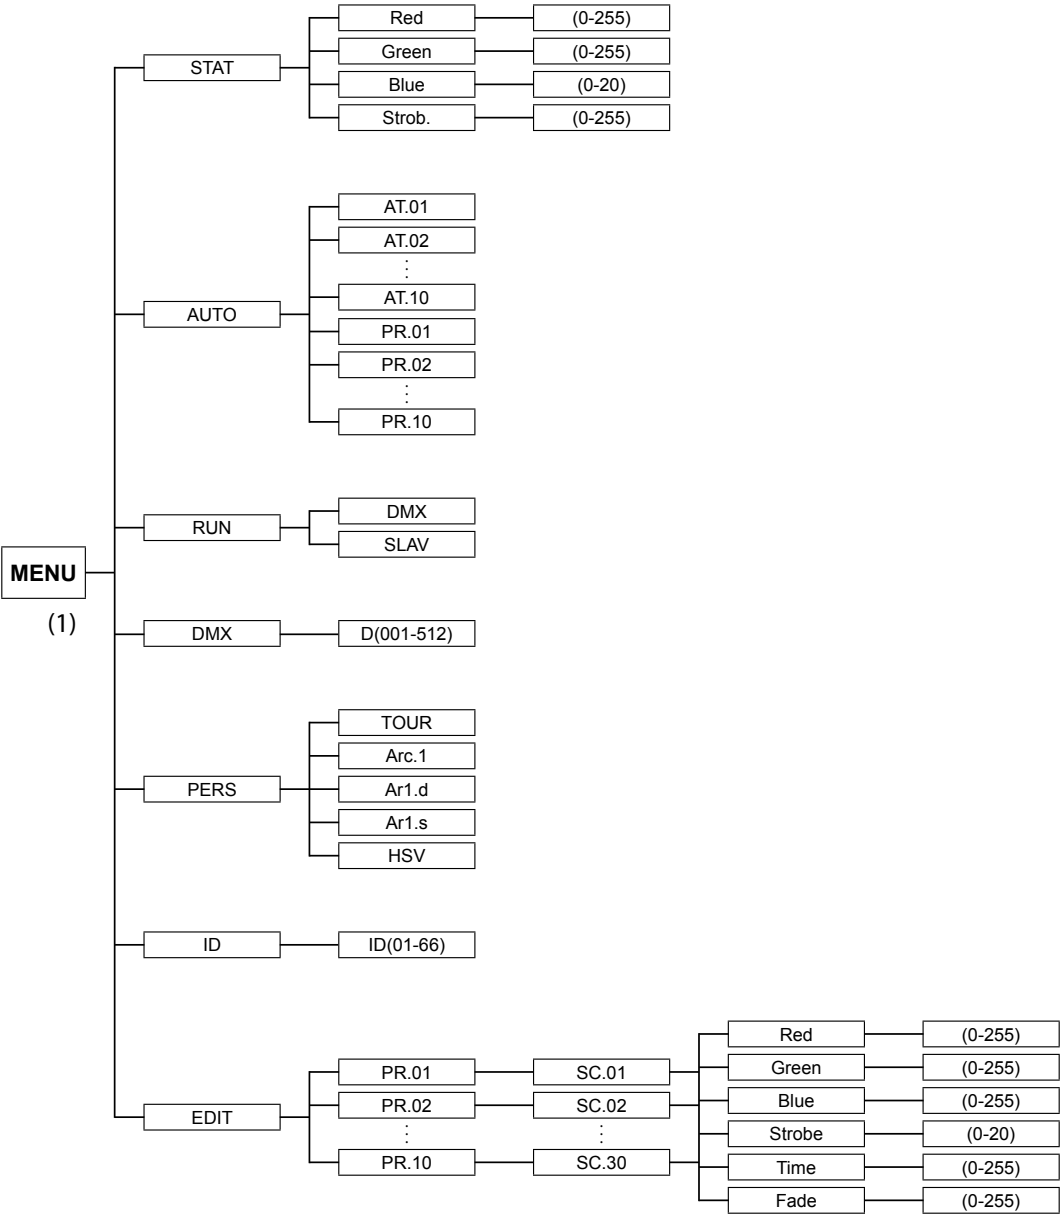 Red (0-255)
Green (0-255)
STAT
Blue (0-20)
Strob. (0-255)
AT.01
AT.02
AT.10
AUTO
PR.01
PR.02
PR.10
DMX
RUN
SLAV
MENU
(1)
DMX D(001-512)
TOUR
Arc.1
PERS Ar1.d
Ar1.s
HSV
ID ID(01-66)
Red (0-255)
Green (0-255)
PR.01 SC.01
Blue (0-255)
PR.02 SC.02
EDIT
Strobe (0-20)
PR.10 SC.30
Time (0-255)
Fade (0-255)